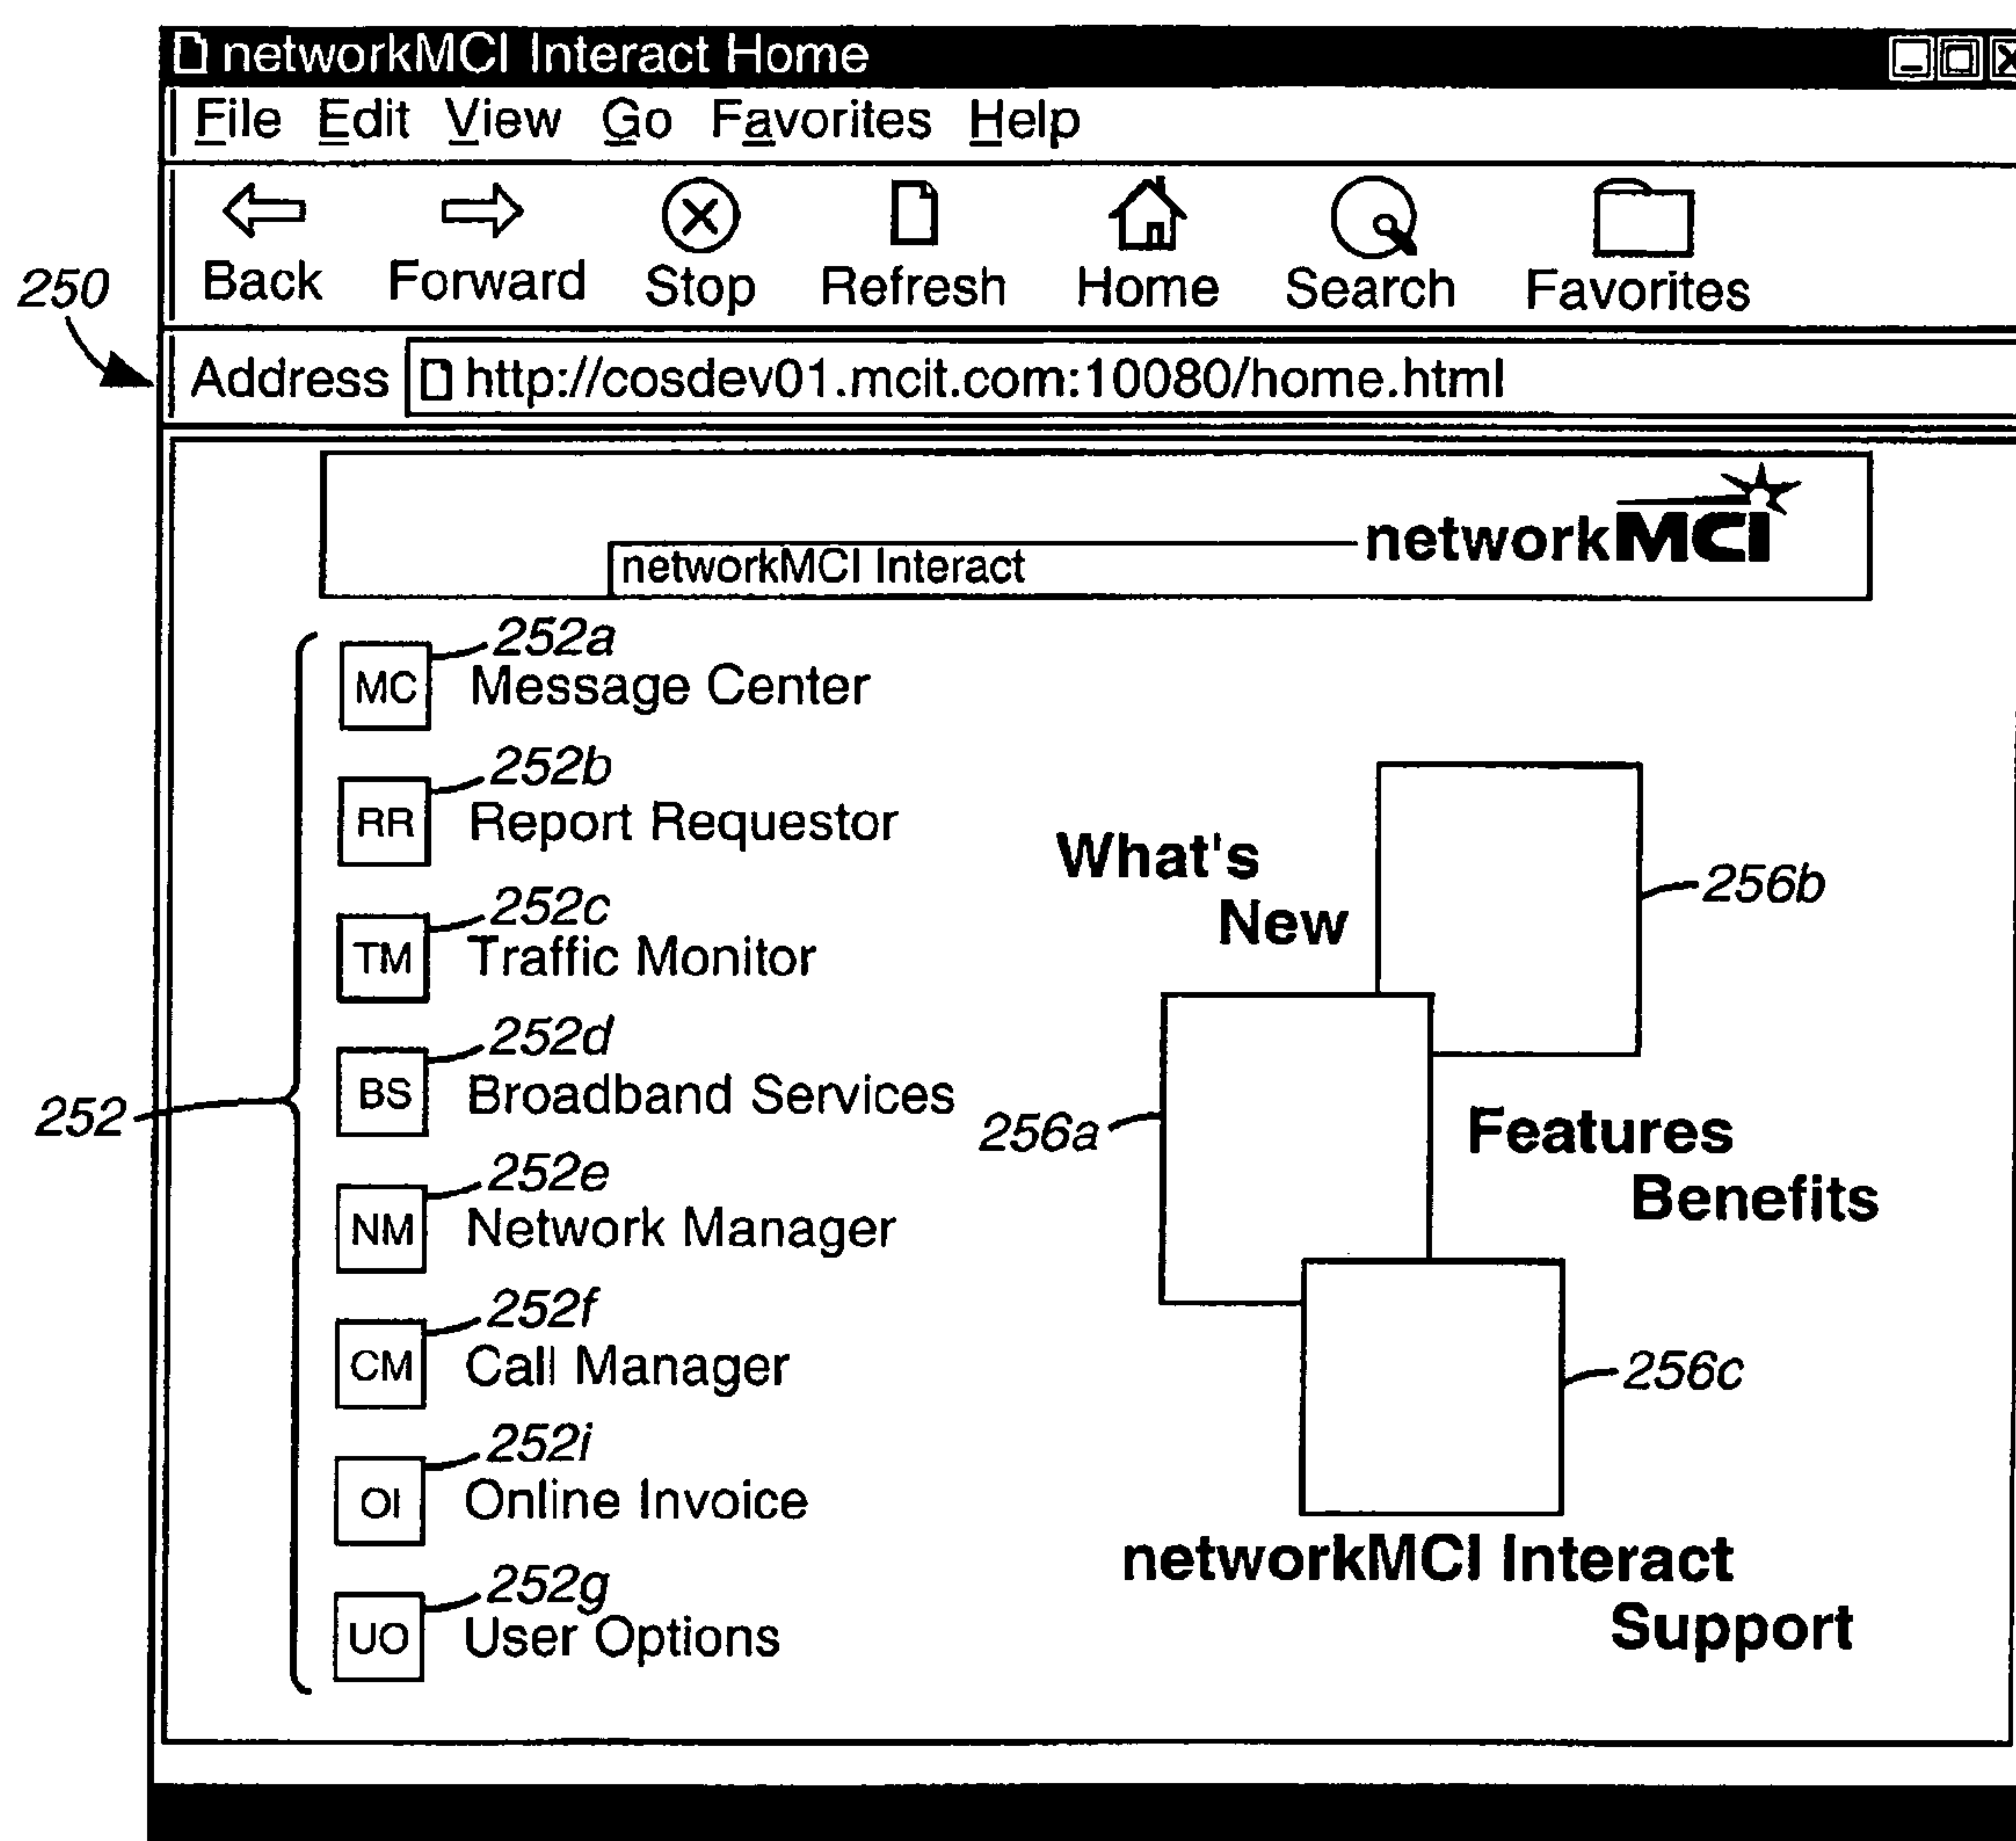 networkMCI Interact Home
File Edit View Go Favorites Help
Back Forward Stop Refresh Home Search Favorites
250
Address http://cosdev01.mcit.com:10080/home.html
networkMCI
networkMCI Interact
252a
MC Message Center
252b
RR Report Requestor
252c
TM Traffic Monitor
252d
BS Broadband Services
252
252e
NM Network Manager
252f
CM Call Manager
252i
OI Online Invoice
252g
UO User Options
What's
New
256b
256a
Features
Benefits
256c
networkMCI Interact
Support